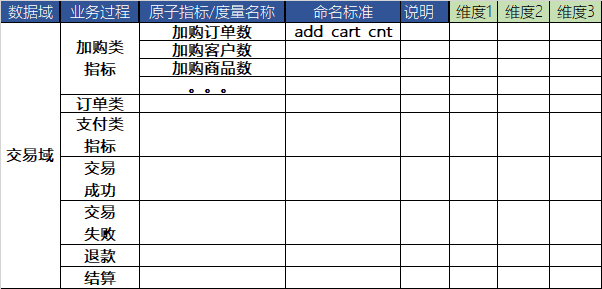 数据域 业务过程 原子指标/度量名称 命名标准 说明 维度1 维度2 维度3
交易域
加购类
指标
加购订单数 add cart cnt
加购客户数
加购商品数
。。。
订单类
支付类
指标
交易
成功
交易
失败
退款
结算